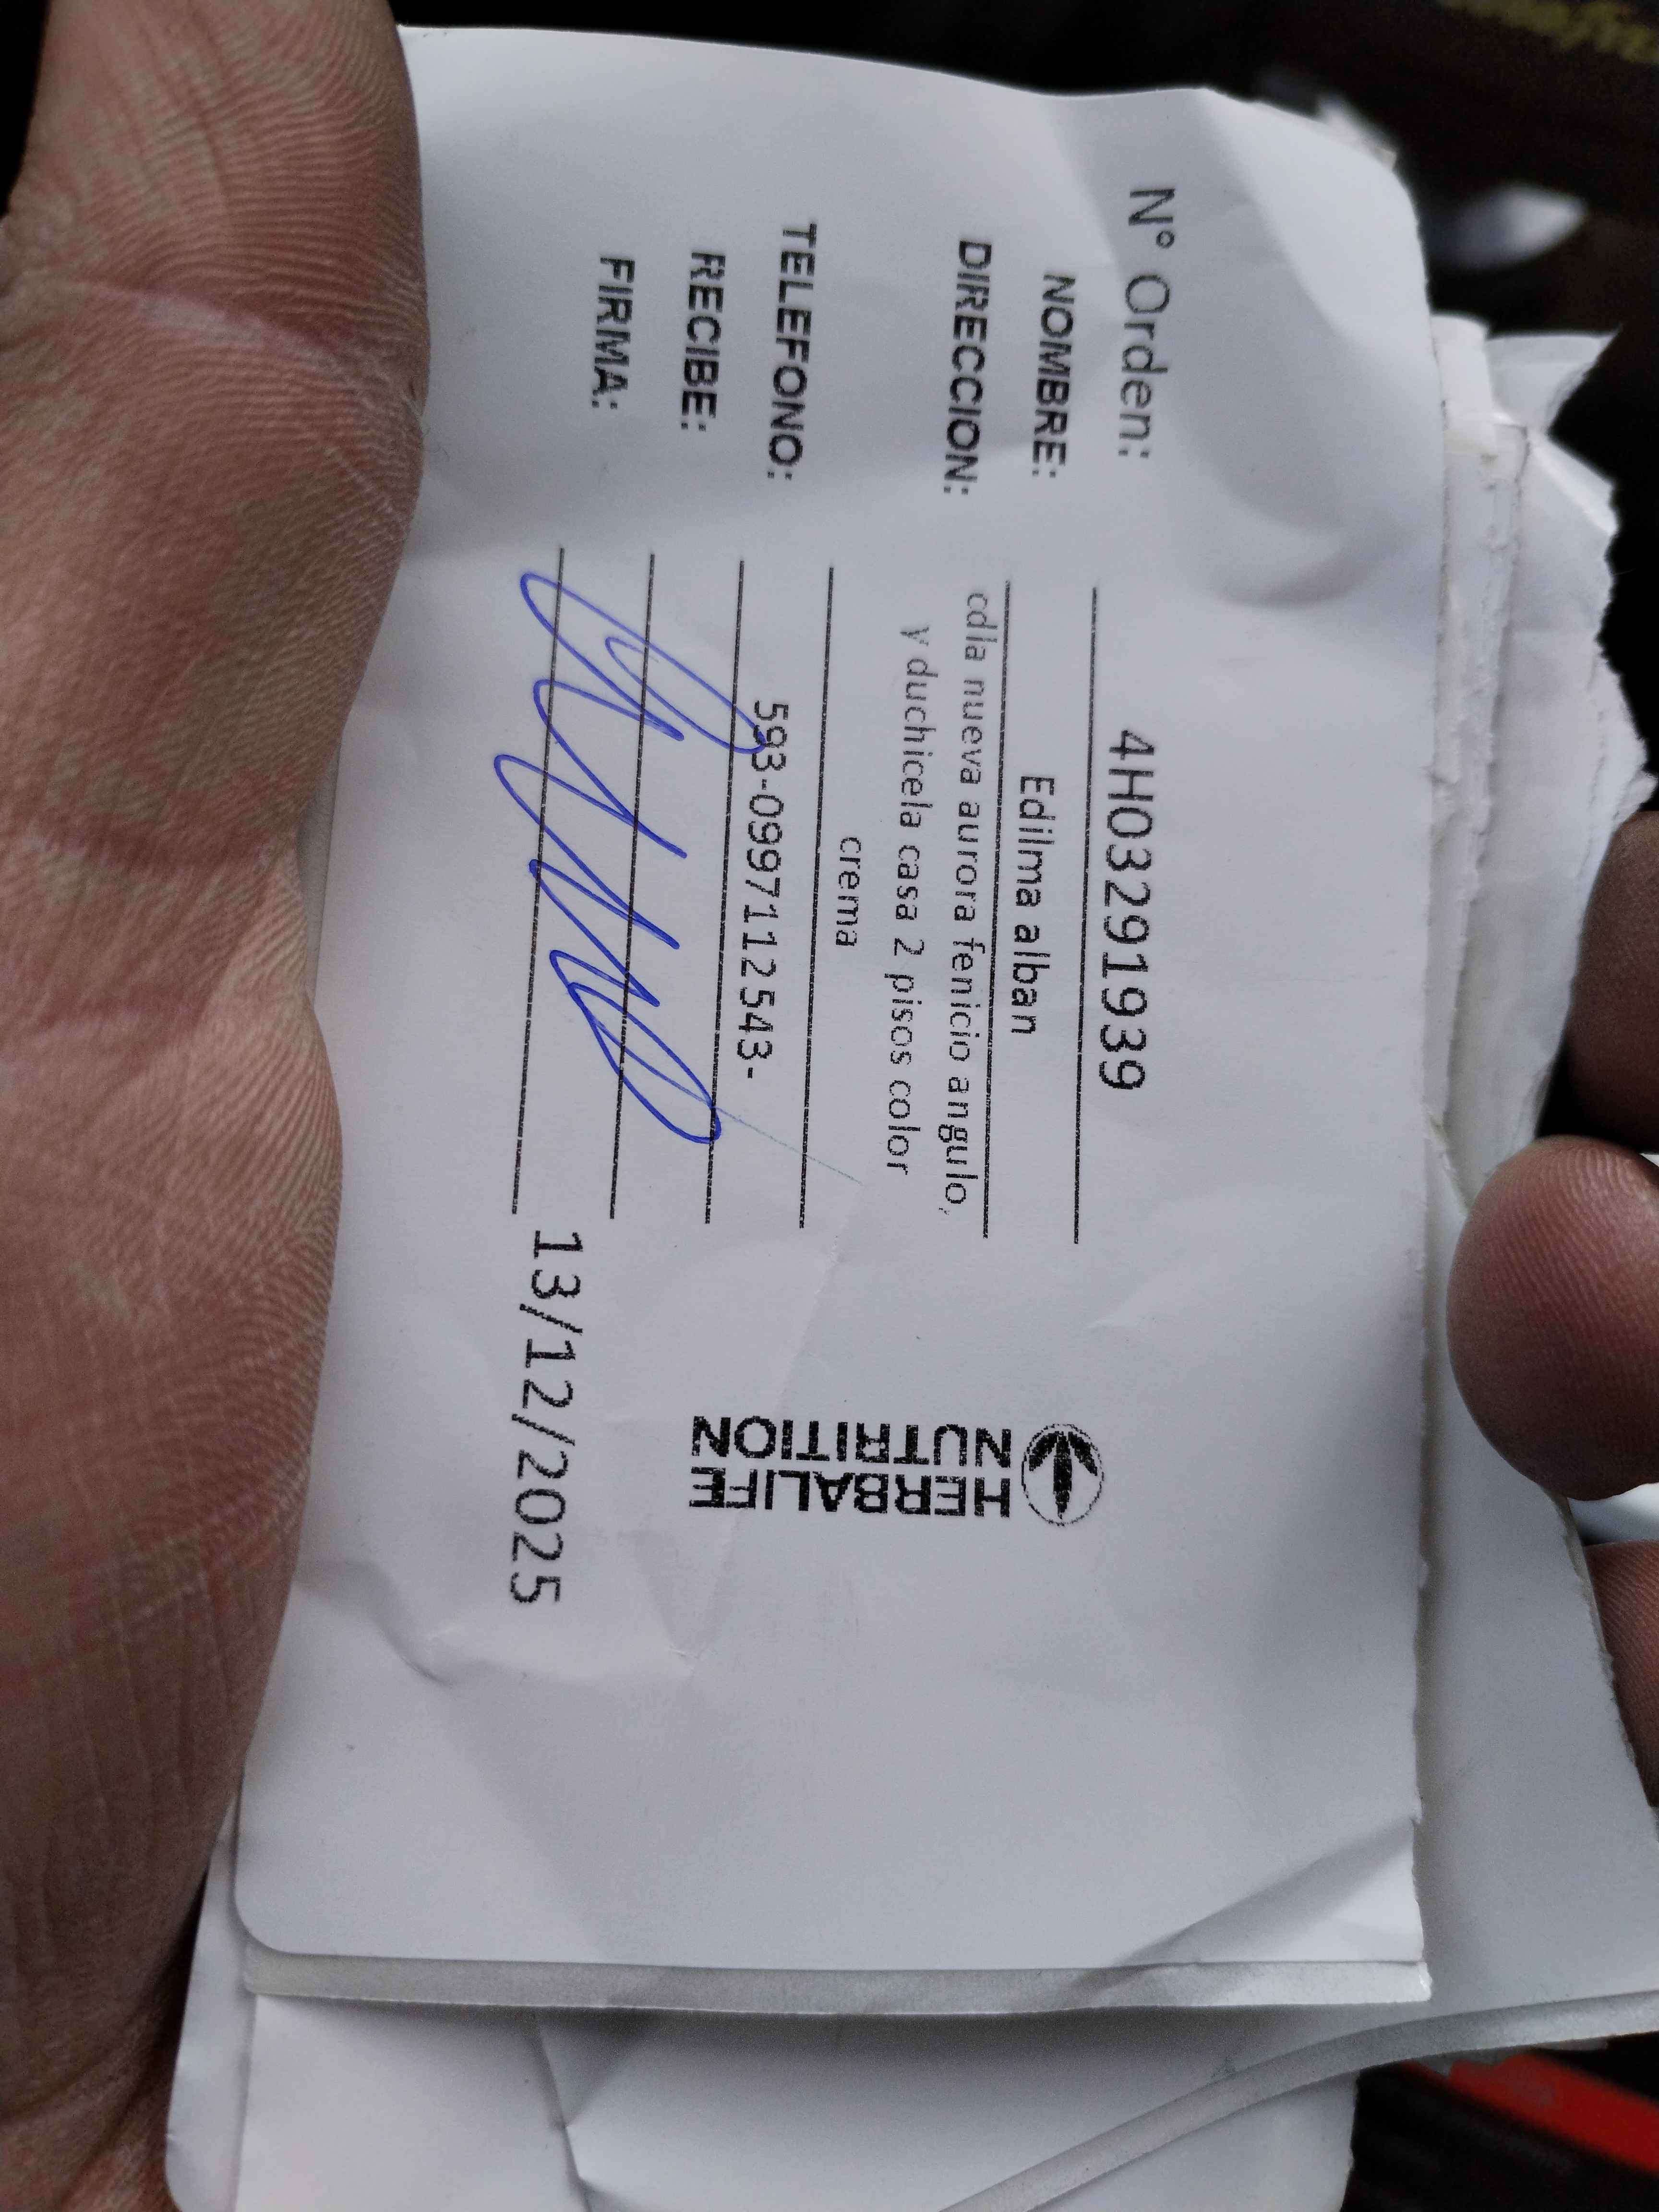 N° Orden: 4H03291939
NOMBRE: Edilma alban
DIRECCION: cdla nueva aurora fenicio angulo,
y duchicela casa 2 pisos color
crema
TELEFONO: 593-0997112543-
RECIBE:
FIRMA:
13/12/2025
HERBALIFE
NUTRITION